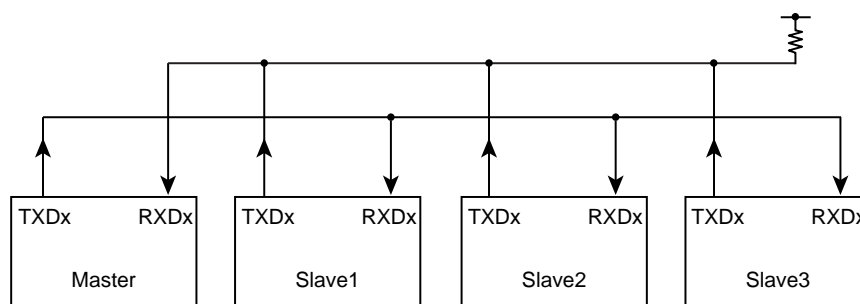 TXDx RXDx TXDx RXDx TXDx RXDx TXDx RXDx
Master Slave1 Slave2 Slave3